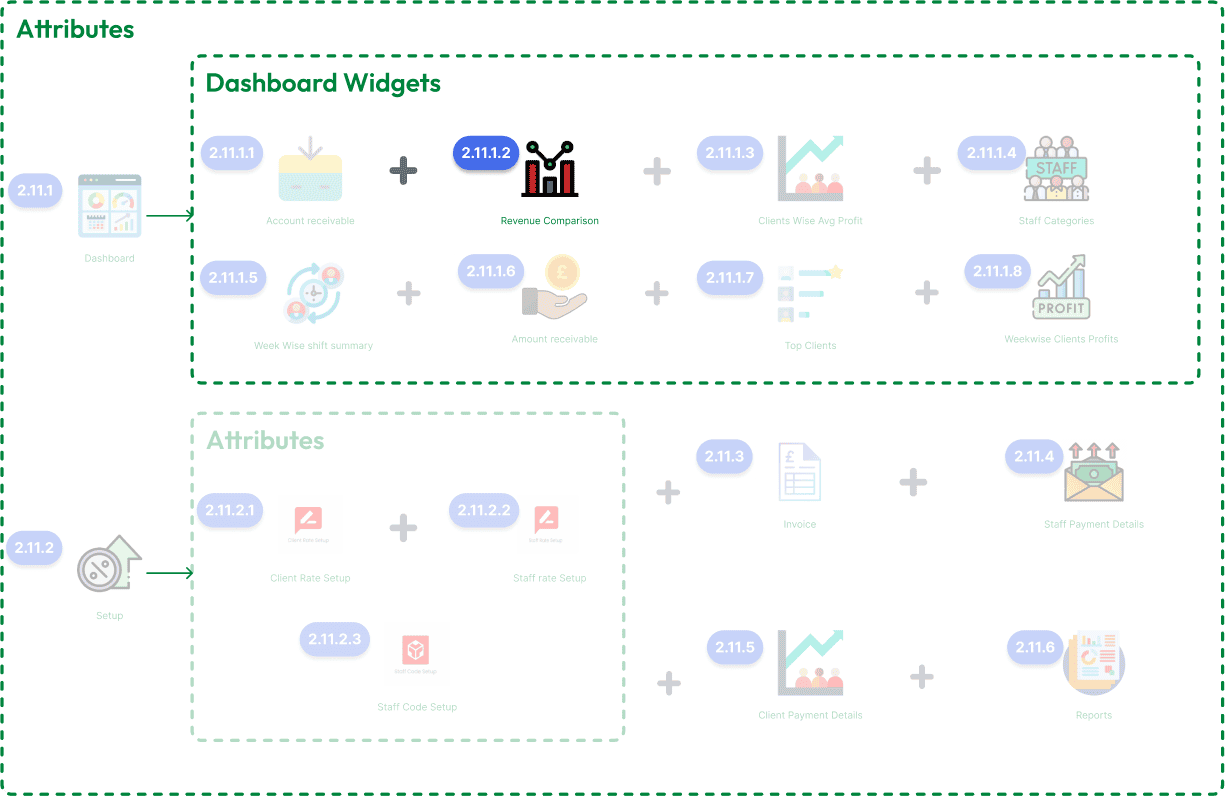 Attributes
Dashboard Widgets
2.11.1
Dashboard
2.11.1.1
Account receivable
2.11.1.2
Revenue Comparison
2.11.1.3
Clients Wise Avg Profit
2.11.1.4
STAFF
Staff Categories
2.11.1.5
Week Wise shift summary
2.11.1.6
£
Amount receivable
2.11.1.7
Top Clients
2.11.1.8
PROFIT
Weekwise Clients Profits
2.11.2
Setup
Attributes
2.11.2.1
Client Rate Setup
Client Rate Setup
2.11.2.2
Staff Rate Setup
Staff rate Setup
2.11.2.3
Staff Code Setup
Staff Code Setup
2.11.3
£
Invoice
2.11.4
Staff Payment Details
2.11.5
Client Payment Details
2.11.6
Reports